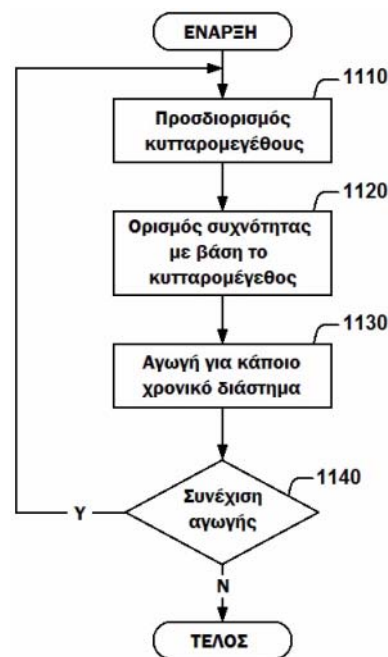 ΕΝΑΡΞΗ
1110
Προσδιορισμός
κυτταρομεγέθους
1120
Ορισμός συχνότητας
με βάση το
κυτταρομέγεθος
1130
Αγωγή για κάποιο
χρονικό διάστημα
1140
Συνέχιση
αγωγής
Y
N
ΤΕΛΟΣ